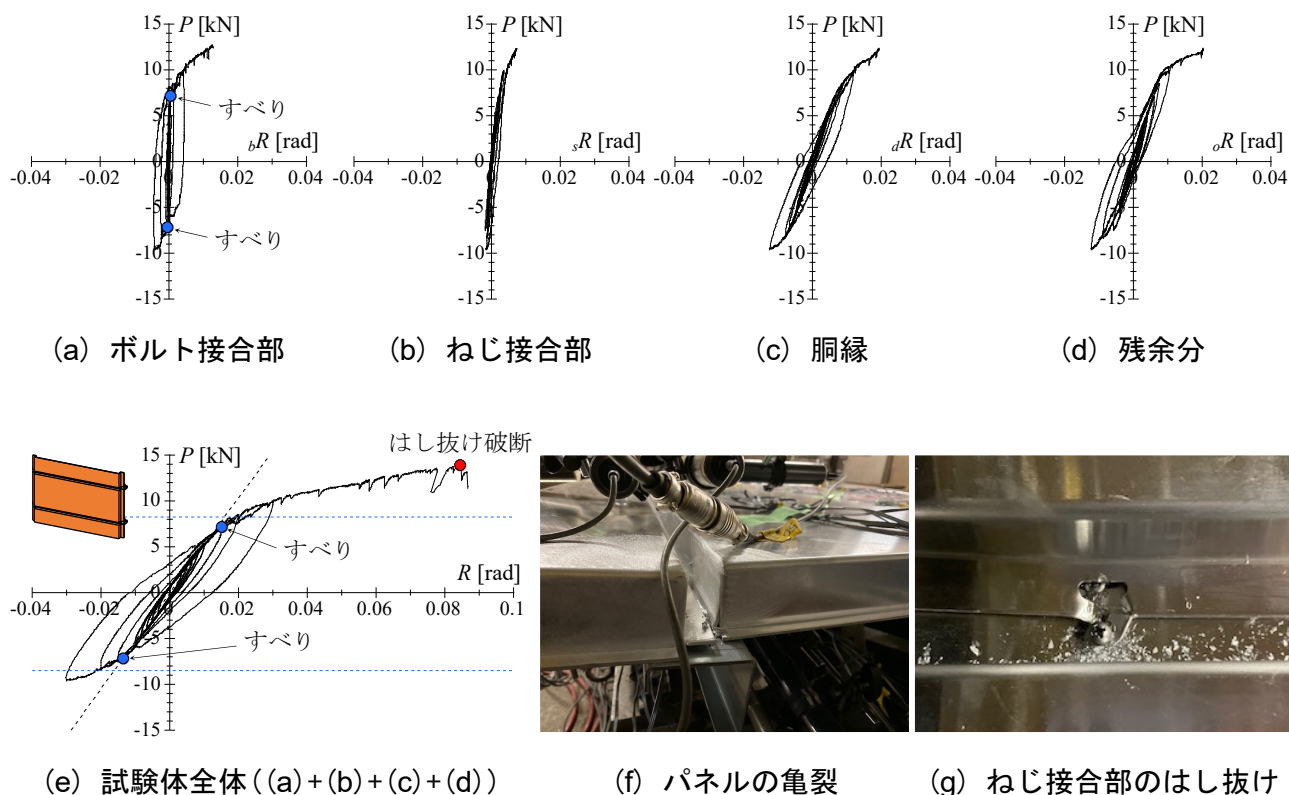 P [kN]
15
10
5
0
-5
-10
-15
-0.04 -0.02 0.02 0.04
bR [rad]
すべり
すべり
(a) ボルト接合部
P [kN]
15
10
5
0
-5
-10
-15
-0.04 -0.02 0.02 0.04
sR [rad]
(b) ねじ接合部
P [kN]
15
10
5
0
-5
-10
-15
-0.04 -0.02 0.02 0.04
dR [rad]
(c) 胴縁
P [kN]
15
10
5
0
-5
-10
-15
-0.04 -0.02 0.02 0.04
oR [rad]
(d) 残余分
P [kN]
はし抜け破断
15
10
5
0
-5
-10
-15
すべり
R [rad]
-0.04 -0.02 0.02 0.04 0.06 0.08 0.1
すべり
(e) 試験体全体((a)+(b)+(c)+(d))
(f) パネルの亀裂
(g) ねじ接合部のはし抜け